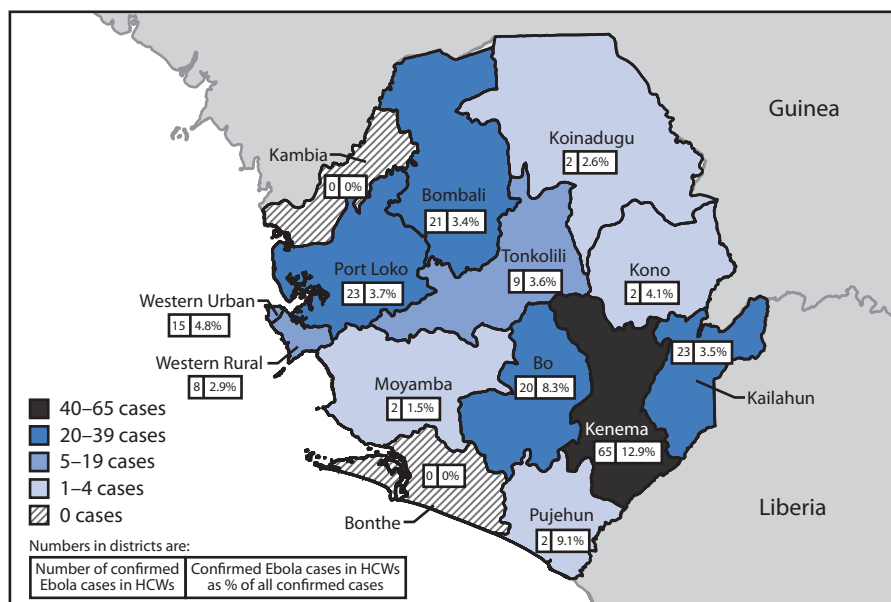 Guinea
Koinadugu
2 2.6%
Kambia
0 0%
Bombali
21 3.4%
Tonkolili
9 3.6%
Kono
2 4.1%
Port Loko
23 3.7%
Western Urban
15 4.8%
Western Rural
8 2.9%
23 3.5%
Kailahun
Bo
20 8.3%
Moyamba
2 1.5%
Kenema
65 12.9%
0 0%
Bonthe
Pujehun
2 9.1%
Liberia
40–65 cases
20–39 cases
5–19 cases
1–4 cases
0 cases
Numbers in districts are:
Number of confirmed
Ebola cases in HCWs
Confirmed Ebola cases in HCWs
as % of all confirmed cases